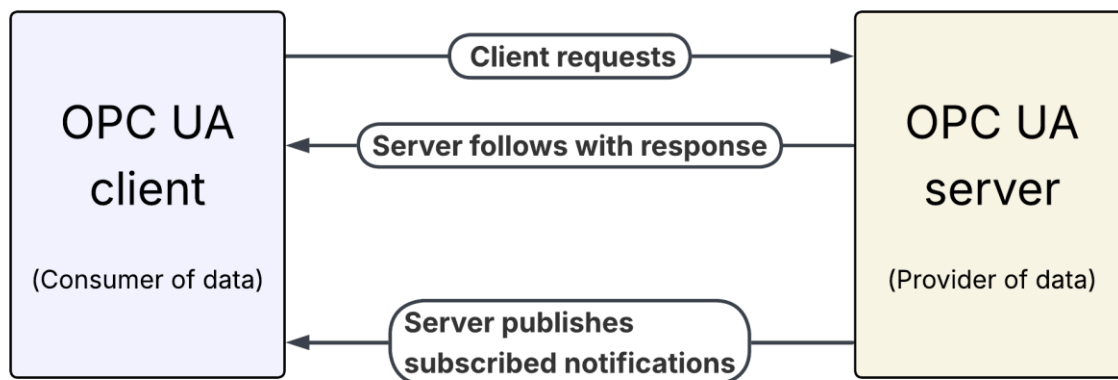 OPC UA
client
(Consumer of data)
Client requests
Server follows with response
Server publishes
subscribed notifications
OPC UA
server
(Provider of data)